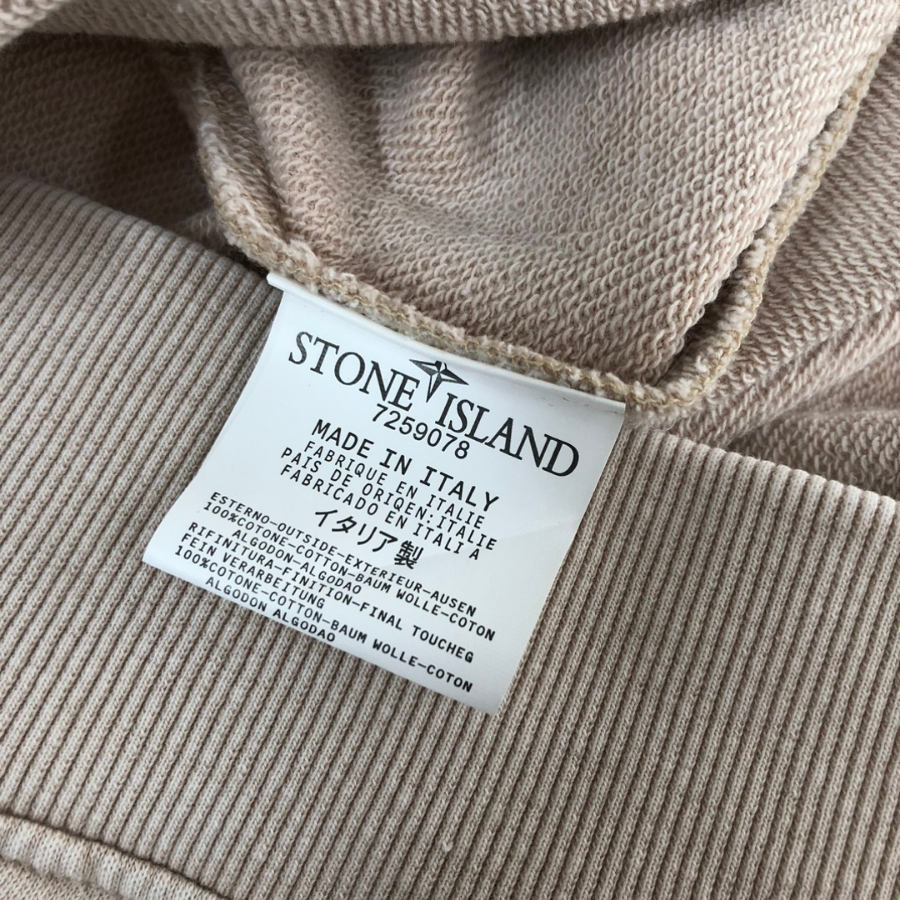 STONE ISLAND
7259078
MADE IN ITALY
FABRIQUE EN ITALIE
PAIS DE ORIQEN:ITALIE
FABRICADO EN ITALI A
イタリア製
ESTERNO-OUTSIDE-EXTERIEUR-AUSEN
100%COTONE-COTTON-BAUM WOLLE-COTON
ALGODON-ALGODAO
RIFINITURA-FINITION-FINAL TOUCHEG
FEIN VERARBEITUNG
100%COTONE-COTTON-BAUM WOLLE-COTON
ALGODON ALGODAO